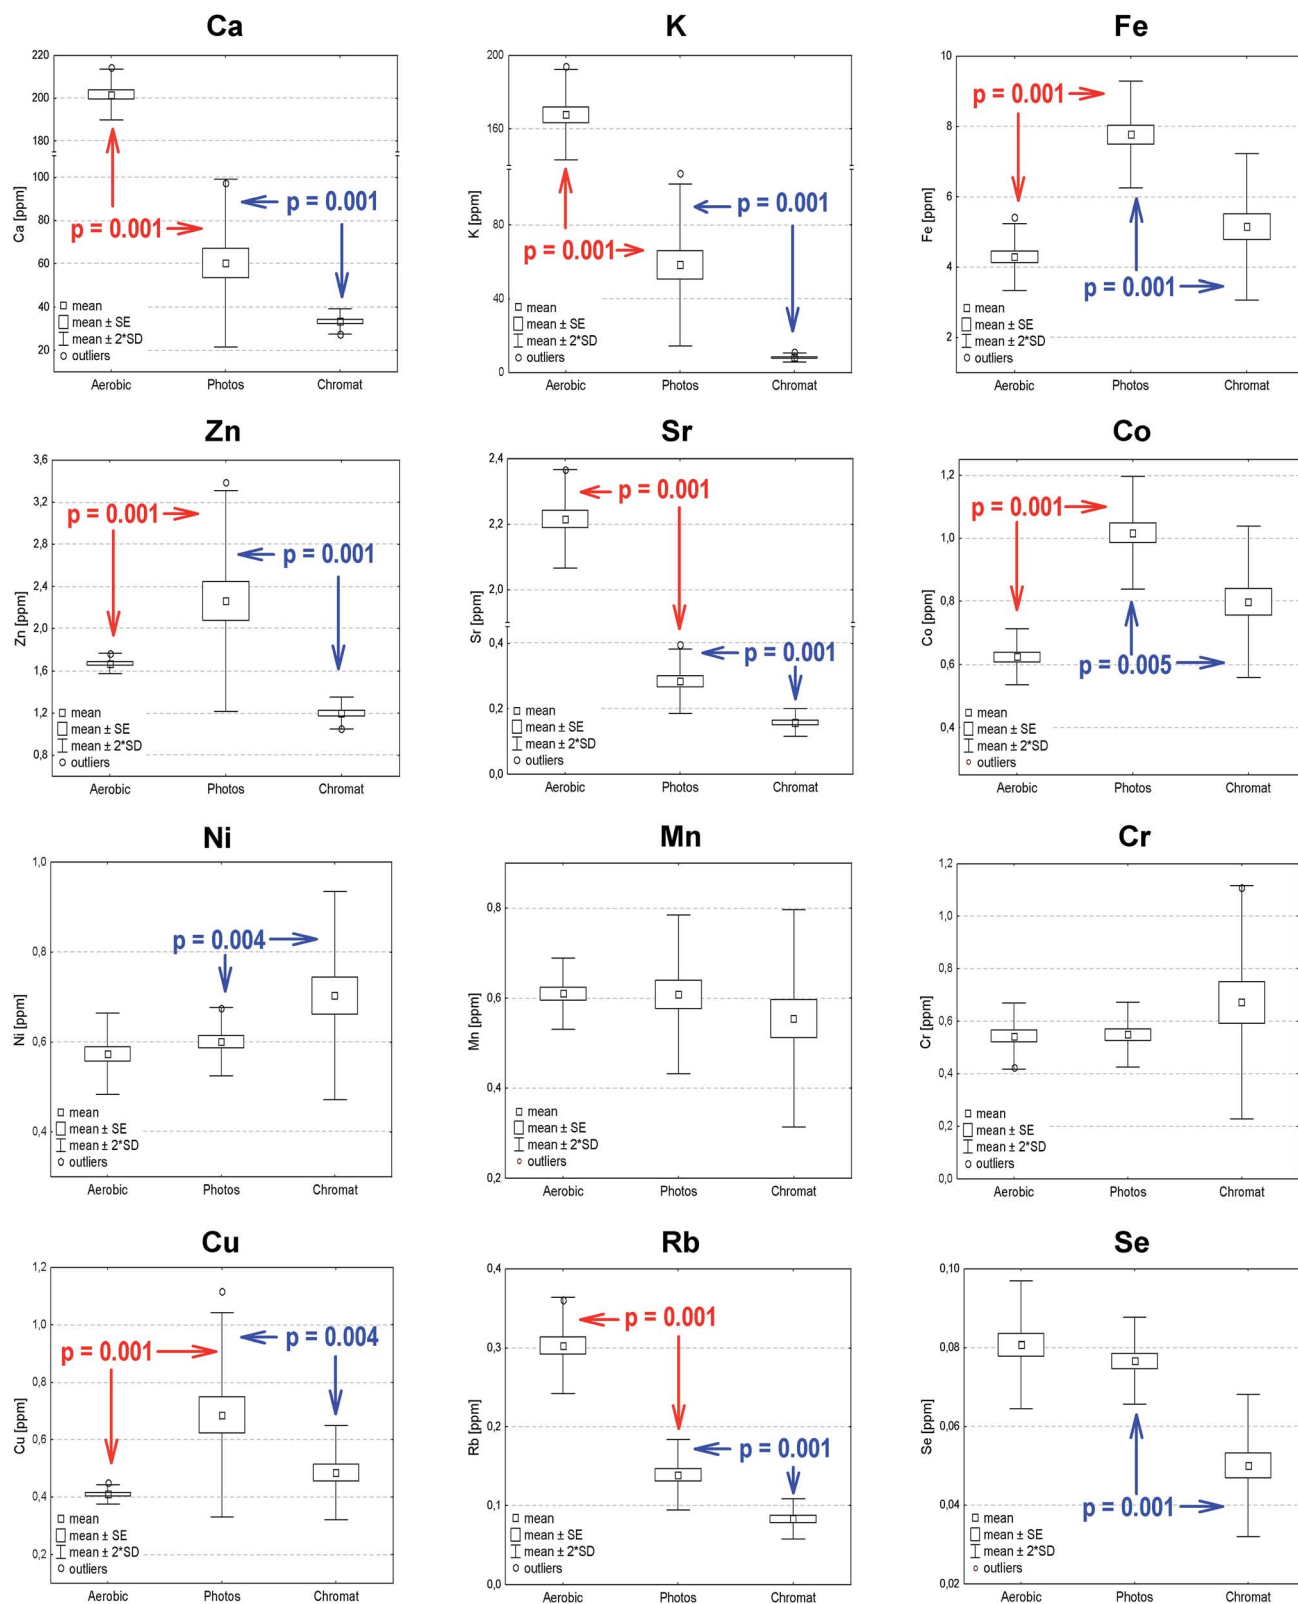 Ca
220
200
180
100
80
60
40
20
Ca [ppm]
p = 0.001
p = 0.001
mean
mean ± SE
mean ± 2*SD
outliers
Aerobic Photos Chromat
K
200
160
80
40
0
K [ppm]
p = 0.001
p = 0.001
mean
mean ± SE
mean ± 2*SD
outliers
Aerobic Photos Chromat
Fe
10
8
6
4
2
Fe [ppm]
p = 0.001
p = 0.001
mean
mean ± SE
mean ± 2*SD
outliers
Aerobic Photos Chromat
Zn
3,6
3,2
2,8
2,4
2,0
1,6
1,2
0,8
Zn [ppm]
p = 0.001
p = 0.001
mean
mean ± SE
mean ± 2*SD
outliers
Aerobic Photos Chromat
Sr
2,4
2,2
2,0
0,4
0,2
0,0
Sr [ppm]
p = 0.001
p = 0.001
mean
mean ± SE
mean ± 2*SD
outliers
Aerobic Photos Chromat
Co
1,2
1,0
0,8
0,6
0,4
Co [ppm]
p = 0.001
p = 0.005
mean
mean ± SE
mean ± 2*SD
outliers
Aerobic Photos Chromat
Ni
1,0
0,8
0,6
0,4
Ni [ppm]
p = 0.004
mean
mean ± SE
mean ± 2*SD
outliers
Aerobic Photos Chromat
Mn
0,8
0,6
0,4
0,2
Mn [ppm]
mean
mean ± SE
mean ± 2*SD
outliers
Aerobic Photos Chromat
Cr
1,2
1,0
0,8
0,6
0,4
0,2
0,0
Cr [ppm]
mean
mean ± SE
mean ± 2*SD
outliers
Aerobic Photos Chromat
Cu
1,2
1,0
0,8
0,6
0,4
0,2
Cu [ppm]
p = 0.001
p = 0.004
mean
mean ± SE
mean ± 2*SD
outliers
Aerobic Photos Chromat
Rb
0,4
0,3
0,2
0,1
0,0
Rb [ppm]
p = 0.001
p = 0.001
mean
mean ± SE
mean ± 2*SD
outliers
Aerobic Photos Chromat
Se
0,10
0,08
0,06
0,04
0,02
Se [ppm]
p = 0.001
mean
mean ± SE
mean ± 2*SD
outliers
Aerobic Photos Chromat